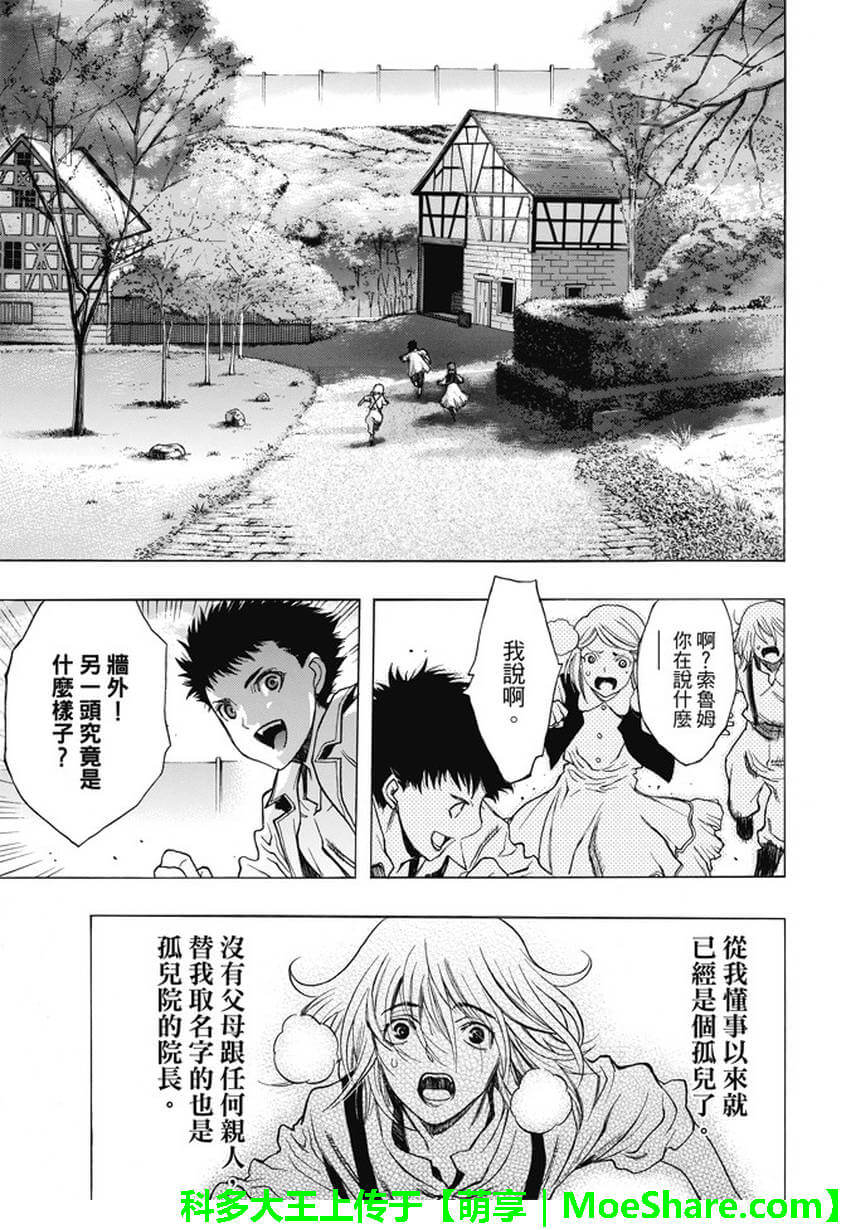 啊?索魯姆
你在說什麼
——
我說啊。
牆外！
另一頭究竟是
什麼樣子？
從我懂事以來就
已經是個孤兒了。
沒有父母跟任何親人，
替我取名字的也是
孤兒院的院長。
科多大王上传于【萌享｜MoeShare.com】